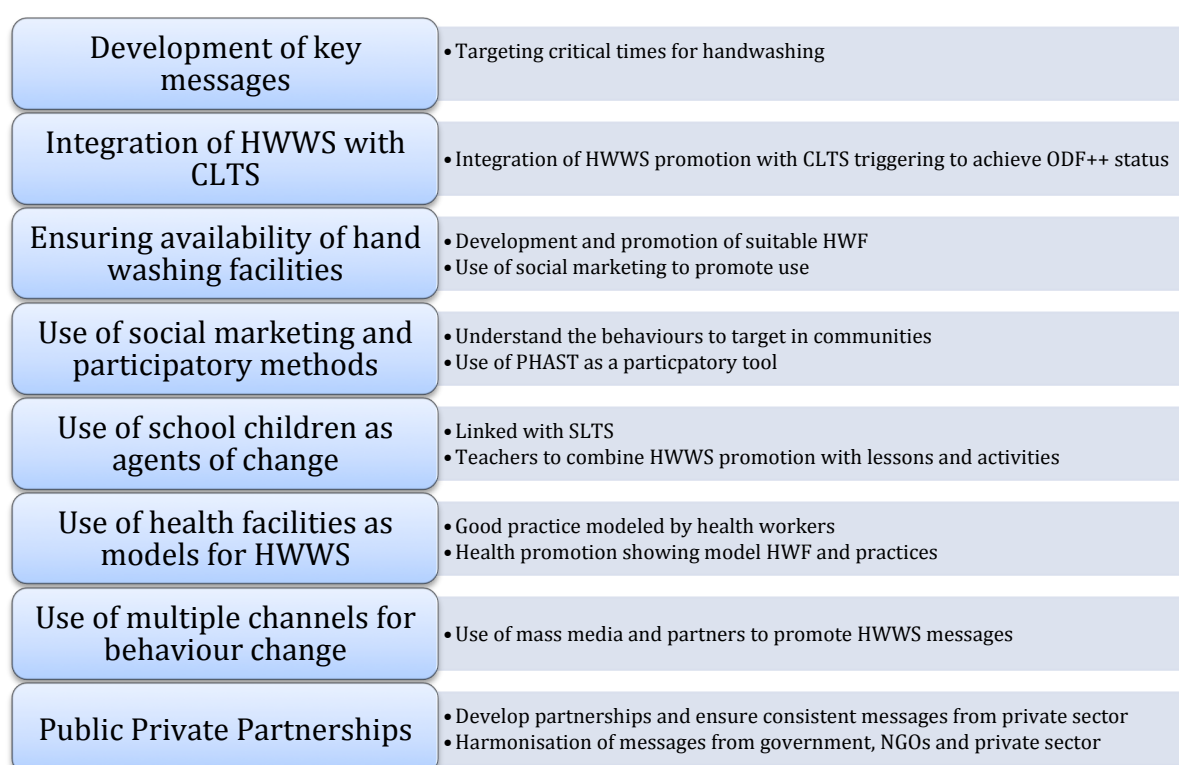 Development of key
messages
• Targeting critical times for handwashing
Integration of HWWS with
CLTS
• Integration of HWWS promotion with CLTS triggering to achieve ODF++ status
Ensuring availability of hand
washing facilities
• Development and promotion of suitable HWF
• Use of social marketing to promote use
Use of social marketing and
participatory methods
• Understand the behaviours to target in communities
• Use of PHAST as a particpatory tool
Use of school children as
agents of change
• Linked with SLTS
• Teachers to combine HWWS promotion with lessons and activities
Use of health facilities as
models for HWWS
• Good practice modeled by health workers
• Health promotion showing model HWF and practices
Use of multiple channels for
behaviour change
• Use of mass media and partners to promote HWWS messages
Public Private Partnerships
• Develop partnerships and ensure consistent messages from private sector
• Harmonisation of messages from government, NGOs and private sector